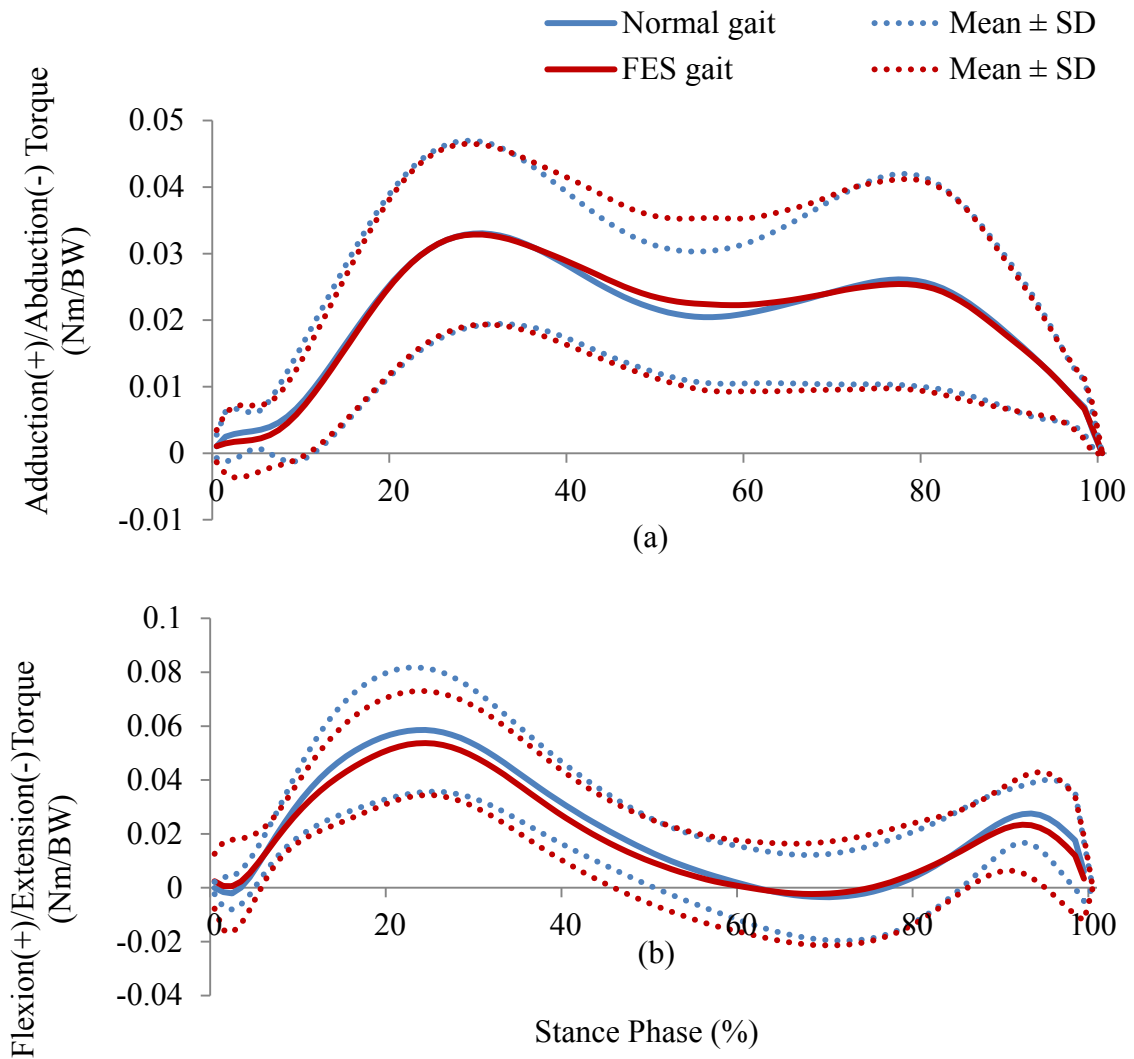 Normal gait
Mean ± SD
FES gait
Mean ± SD
Adduction(+)/Abduction(-) Torque
(Nm/BW)
0.05
0.04
0.03
0.02
0.01
0
-0.01
0
20
40
60
80
100
(a)
Flexion(+)/Extension(-)Torque
(Nm/BW)
0.1
0.08
0.06
0.04
0.02
0
-0.02
-0.04
0
20
40
60
80
100
(b)
Stance Phase (%)